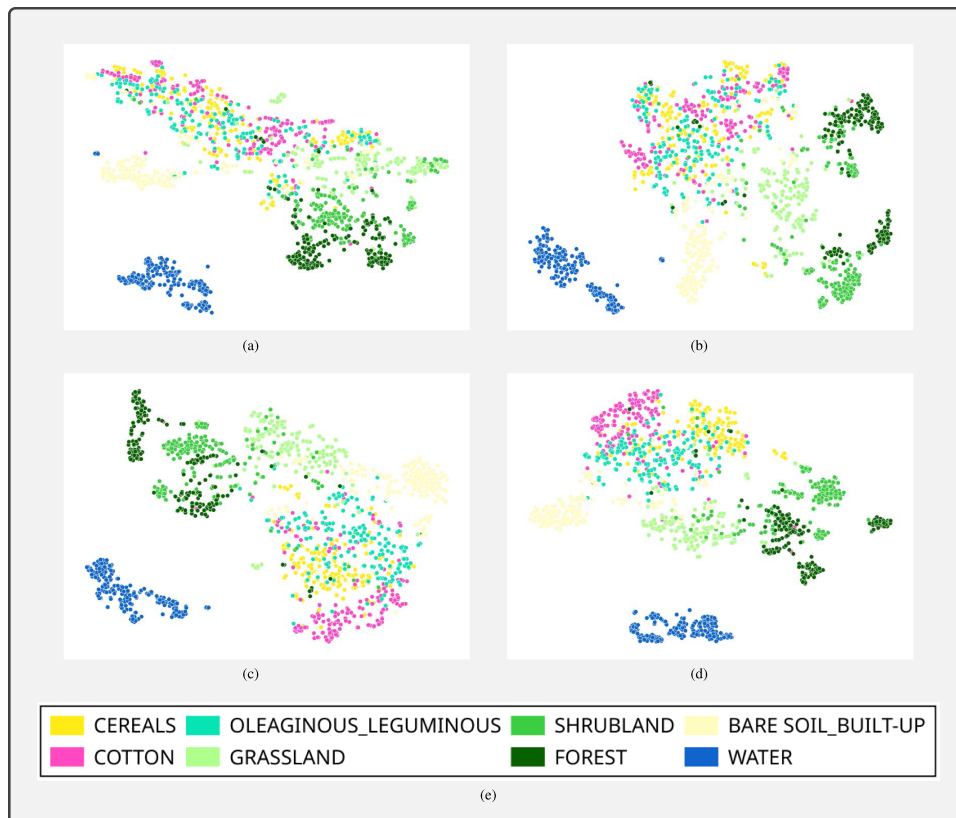 (a)
(b)
(c)
(d)
CEREALS OLEAGINOUS_LEGUMINOUS SHRUBLAND BARE SOIL_BUILT-UP
COTTON GRASSLAND FOREST WATER
(e)